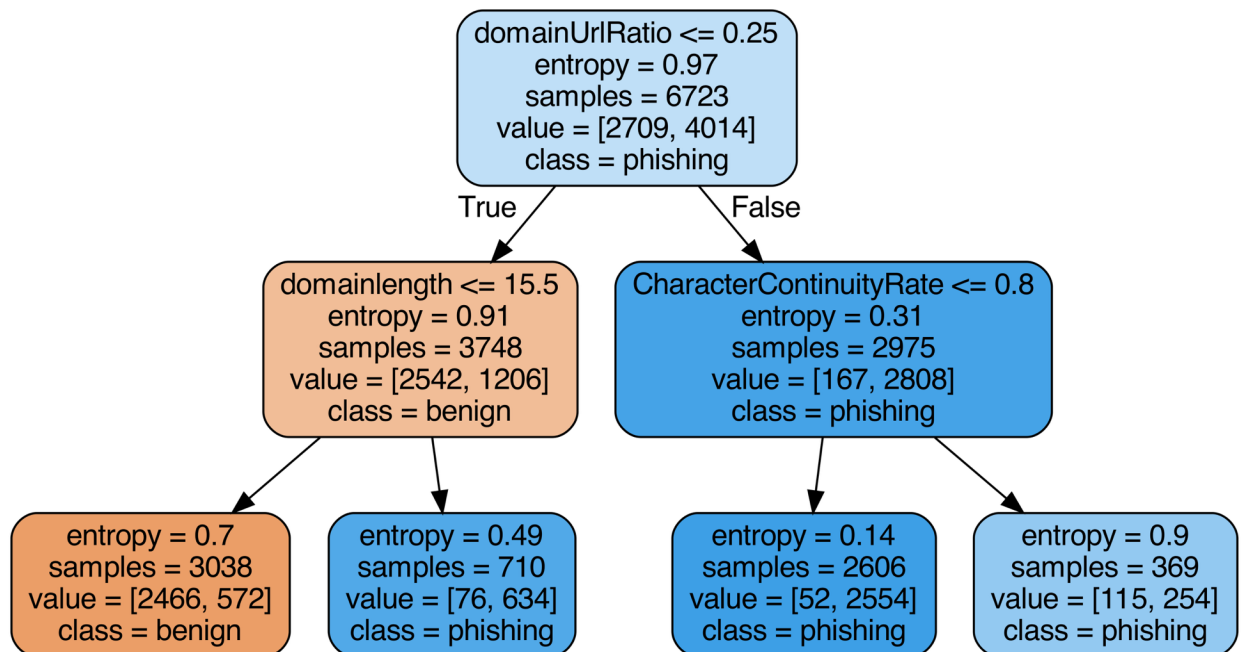 domainUrlRatio <= 0.25
entropy = 0.97
samples = 6723
value = [2709, 4014]
class = phishing
True
False
domainlength <= 15.5
entropy = 0.91
samples = 3748
value = [2542, 1206]
class = benign
CharacterContinuityRate <= 0.8
entropy = 0.31
samples = 2975
value = [167, 2808]
class = phishing
entropy = 0.7
samples = 3038
value = [2466, 572]
class = benign
entropy = 0.49
samples = 710
value = [76, 634]
class = phishing
entropy = 0.14
samples = 2606
value = [52, 2554]
class = phishing
entropy = 0.9
samples = 369
value = [115, 254]
class = phishing